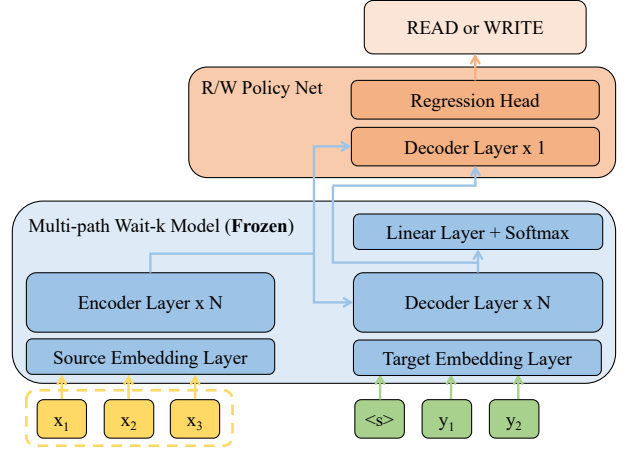 READ or WRITE
R/W Policy Net
Regression Head
Decoder Layer x 1
Multi-path Wait-k Model (Frozen)
Linear Layer + Softmax
Encoder Layer x N
Decoder Layer x N
Source Embedding Layer
Target Embedding Layer
x₁ x₂ x₃ <s> y₁ y₂